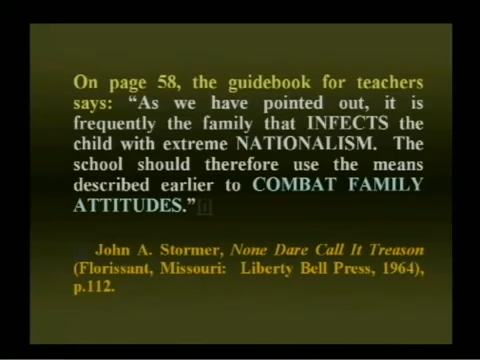 On page 58, the guidebook for teachers
says: “As we have pointed out, it is
frequently the family that INFECTS the
child with extreme NATIONALISM. The
school should therefore use the means
described earlier to COMBAT FAMILY
ATTITUDES.”
John A. Stormer, None Dare Call It Treason
(Florissant, Missouri: Liberty Bell Press, 1964),
p.112.